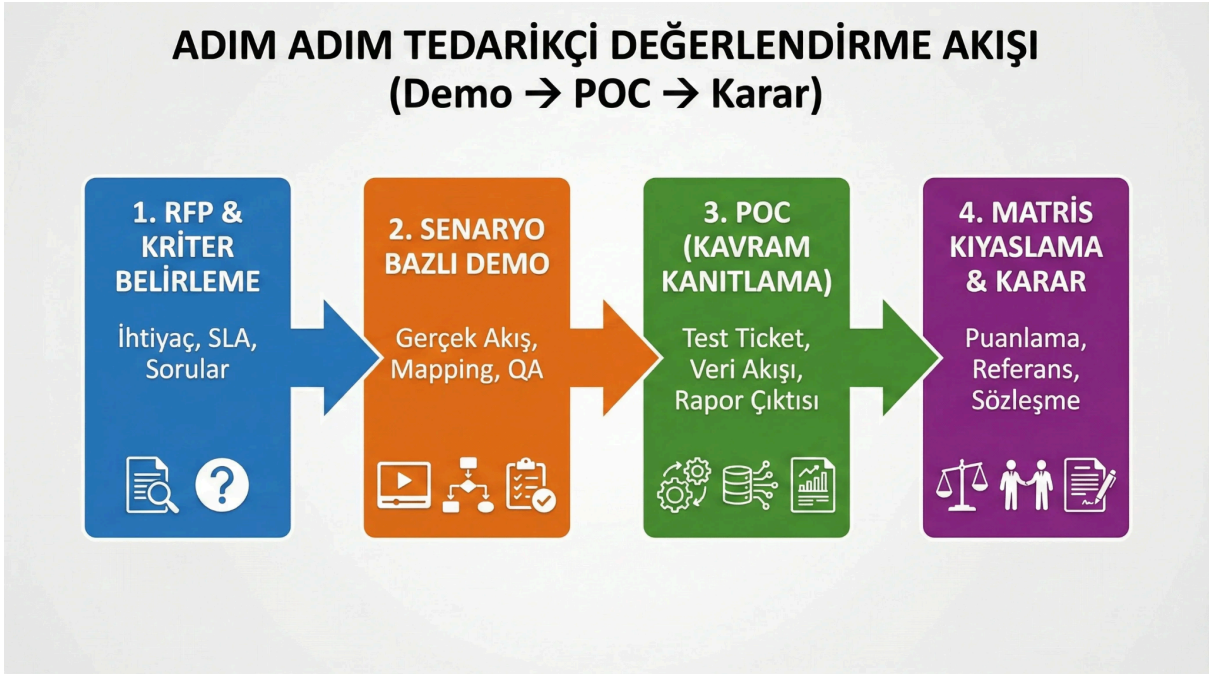 ADIM ADIM TEDARİKÇİ DEĞERLENDİRME AKIŞI
(Demo → POC → Karar)
1. RFP &
KRİTER
BELİRLEME
İhtiyaç, SLA,
Sorular
2. SENARYO
BAZLI DEMO
Gerçek Akış,
Mapping, QA
3. POC
(KAVRAM
KANITLAMA)
Test Ticket,
Veri Akışı,
Rapor Çıktısı
4. MATRİS
KIYASLAMA
& KARAR
Puanlama,
Referans,
Sözleşme